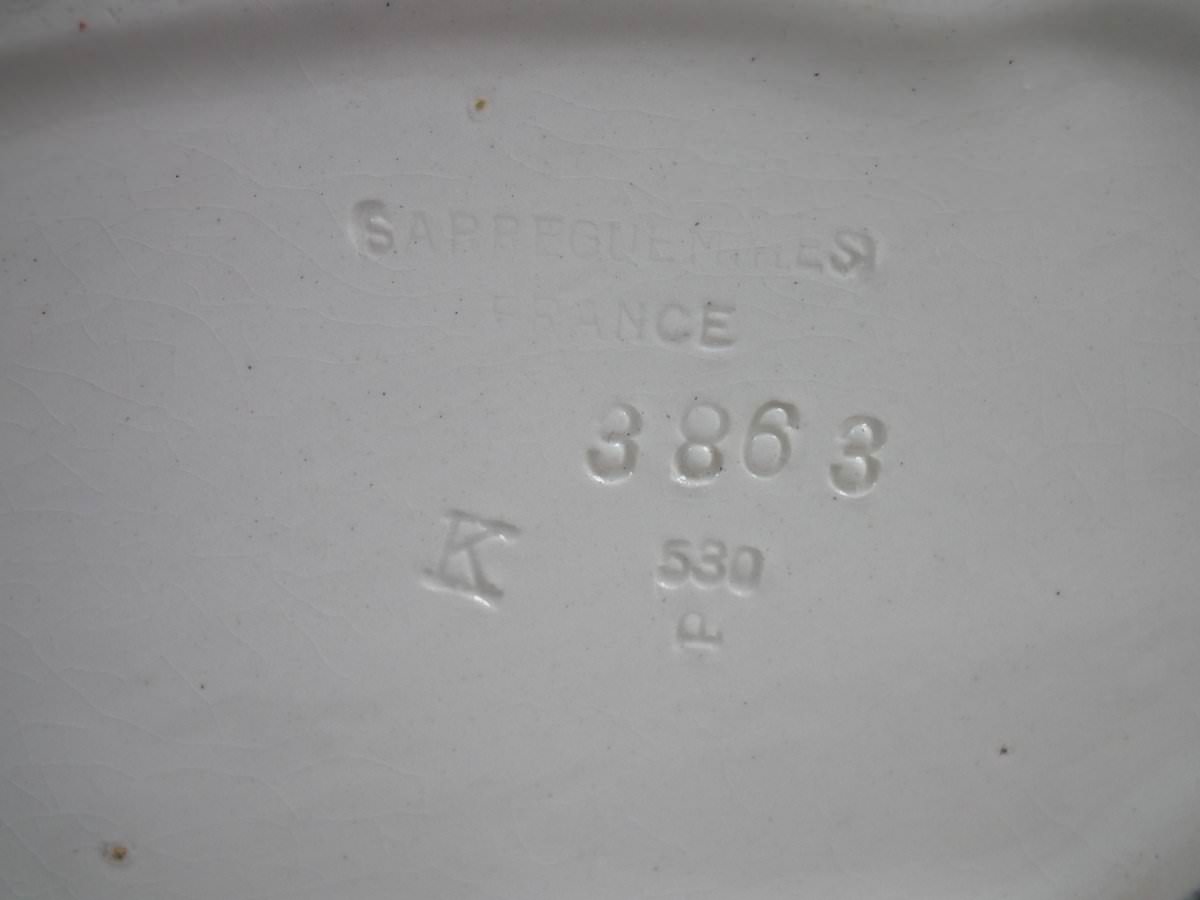 SARREGUEMINES
FRANCE
3863
K 530
P